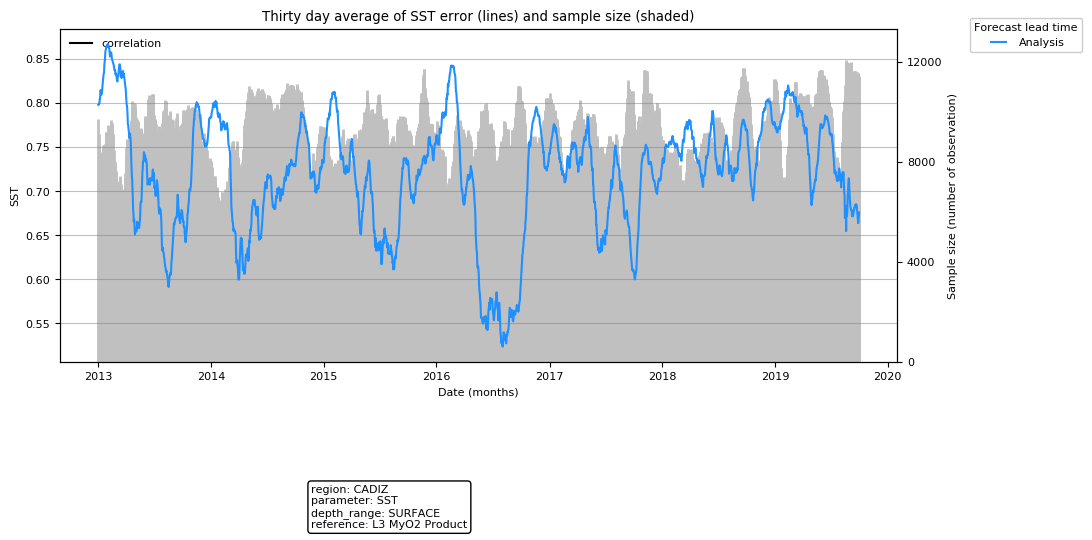 Thirty day average of SST error (lines) and sample size (shaded)
Forecast lead time
Analysis
correlation
0.85
0.80
0.75
0.70
0.65
0.60
0.55
SST
12000
8000
4000
0
Sample size (number of observation)
2013 2014 2015 2016 2017 2018 2019 2020
Date (months)
region: CADIZ
parameter: SST
depth_range: SURFACE
reference: L3 MyO2 Product